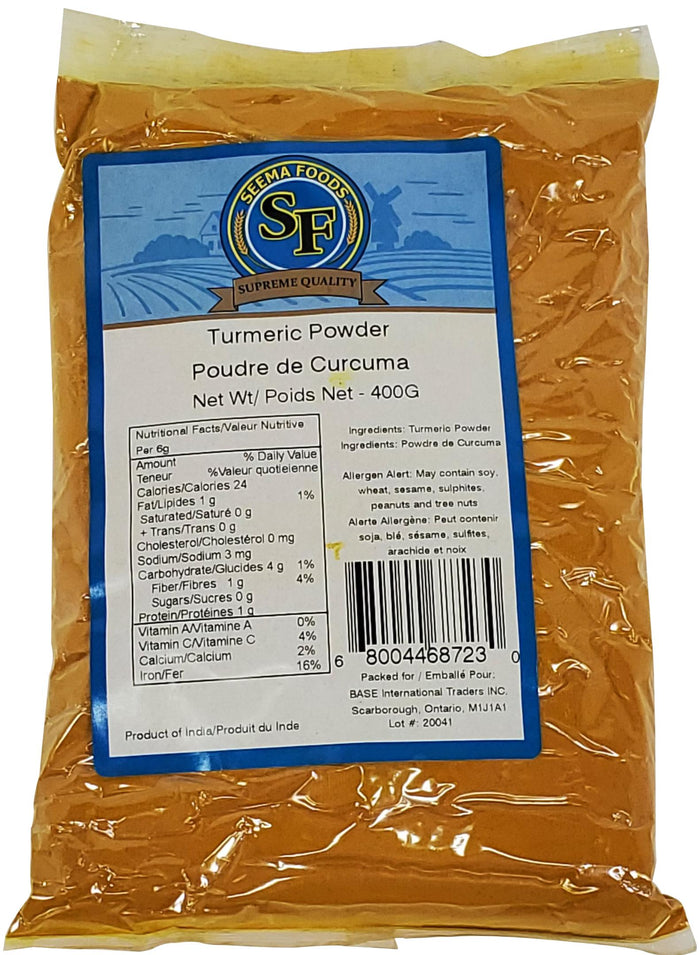 SEEMA FOODS
SF
SUPREME QUALITY
Turmeric Powder
Poudre de Curcuma
Net Wt/ Poids Net - 400G
Nutritional Facts/Valeur Nutritive
Per 6g
Amount % Daily Value
Teneur %Valeur quoteienne
Calories/Calories 24
Fat/Lipides 1 g 1%
Saturated/Saturé 0 g
+ Trans/Trans 0 g
Cholesterol/Cholestérol 0 mg
Sodium/Sodium 3 mg
Carbohydrate/Glucides 4 g 1%
Fiber/Fibres 1 g 4%
Sugars/Sucres 0 g
Protein/Protéines 1 g
Vitamin A/Vitamine A 0%
Vitamin C/Vitamine C 4%
Calcium/Calcium 2%
Iron/Fer 16%
Product of India/Produit du Inde
Ingredients: Turmeric Powder
Ingredients: Powdre de Curcuma
Allergen Alert: May contain soy,
wheat, sesame, sulphites,
peanuts and tree nuts
Alerte Allergène: Peut contenir
soja, blé, sésame, sulfites,
arachide et noix
6 8004468723 0
Packed for / Emballé Pour:
BASE International Traders INC.
Scarborough, Ontario, M1J1A1
Lot #: 20041